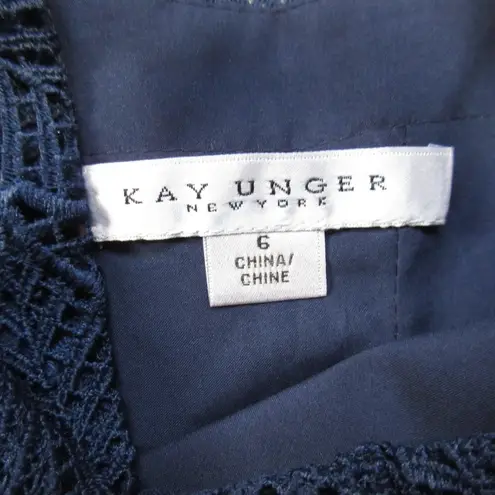 KAY UNGER
NEW YORK
6
CHINA/
CHINE